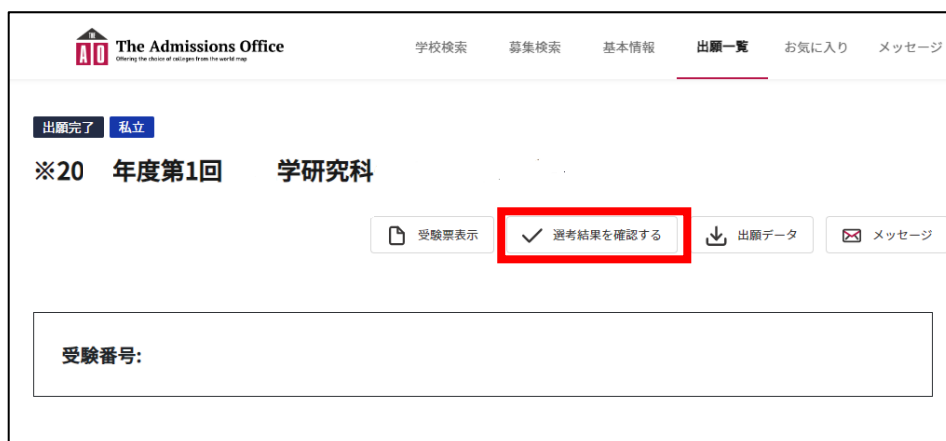 THE
AO
The Admissions Office
Offering the choice of colleges from the world map.
学校検索 募集検索 基本情報 出願一覧 お気に入り メッセージ
出願完了 私立
※20 年度第1回 学研究科
受験票表示 選考結果を確認する 出願データ メッセージ
受験番号: